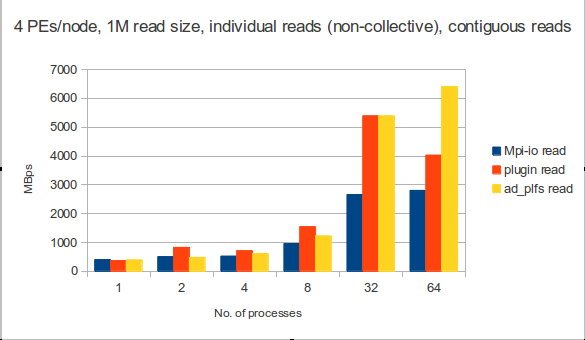 4 PEs/node, 1M read size, individual reads (non-collective), contiguous reads
7000
6000
5000
4000
3000
2000
1000
0
MBps
1 2 4 8 32 64
No. of processes
Mpi-io read
plugin read
ad_plfs read